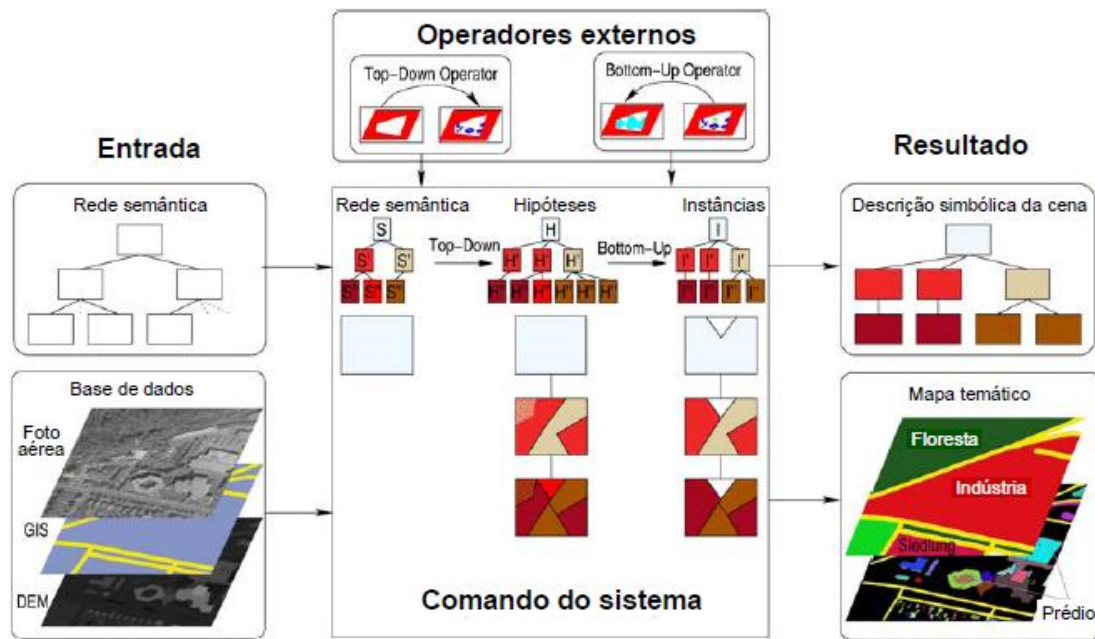 Operadores externos
Top-Down Operator
Bottom-Up Operator
Entrada
Resultado
Rede semântica
Rede semântica
Hipóteses
Instâncias
Descrição simbólica da cena
S
S' S'
S" S" S"
Top-Down
H
H' H' H'
H" H" H" H" H" H"
Bottom-Up
I
I' I' I'
I" I" I" I"
Base de dados
Foto
aérea
GIS
DEM
Mapa temático
Floresta
Indústria
Siedlung
Prédio
Comando do sistema